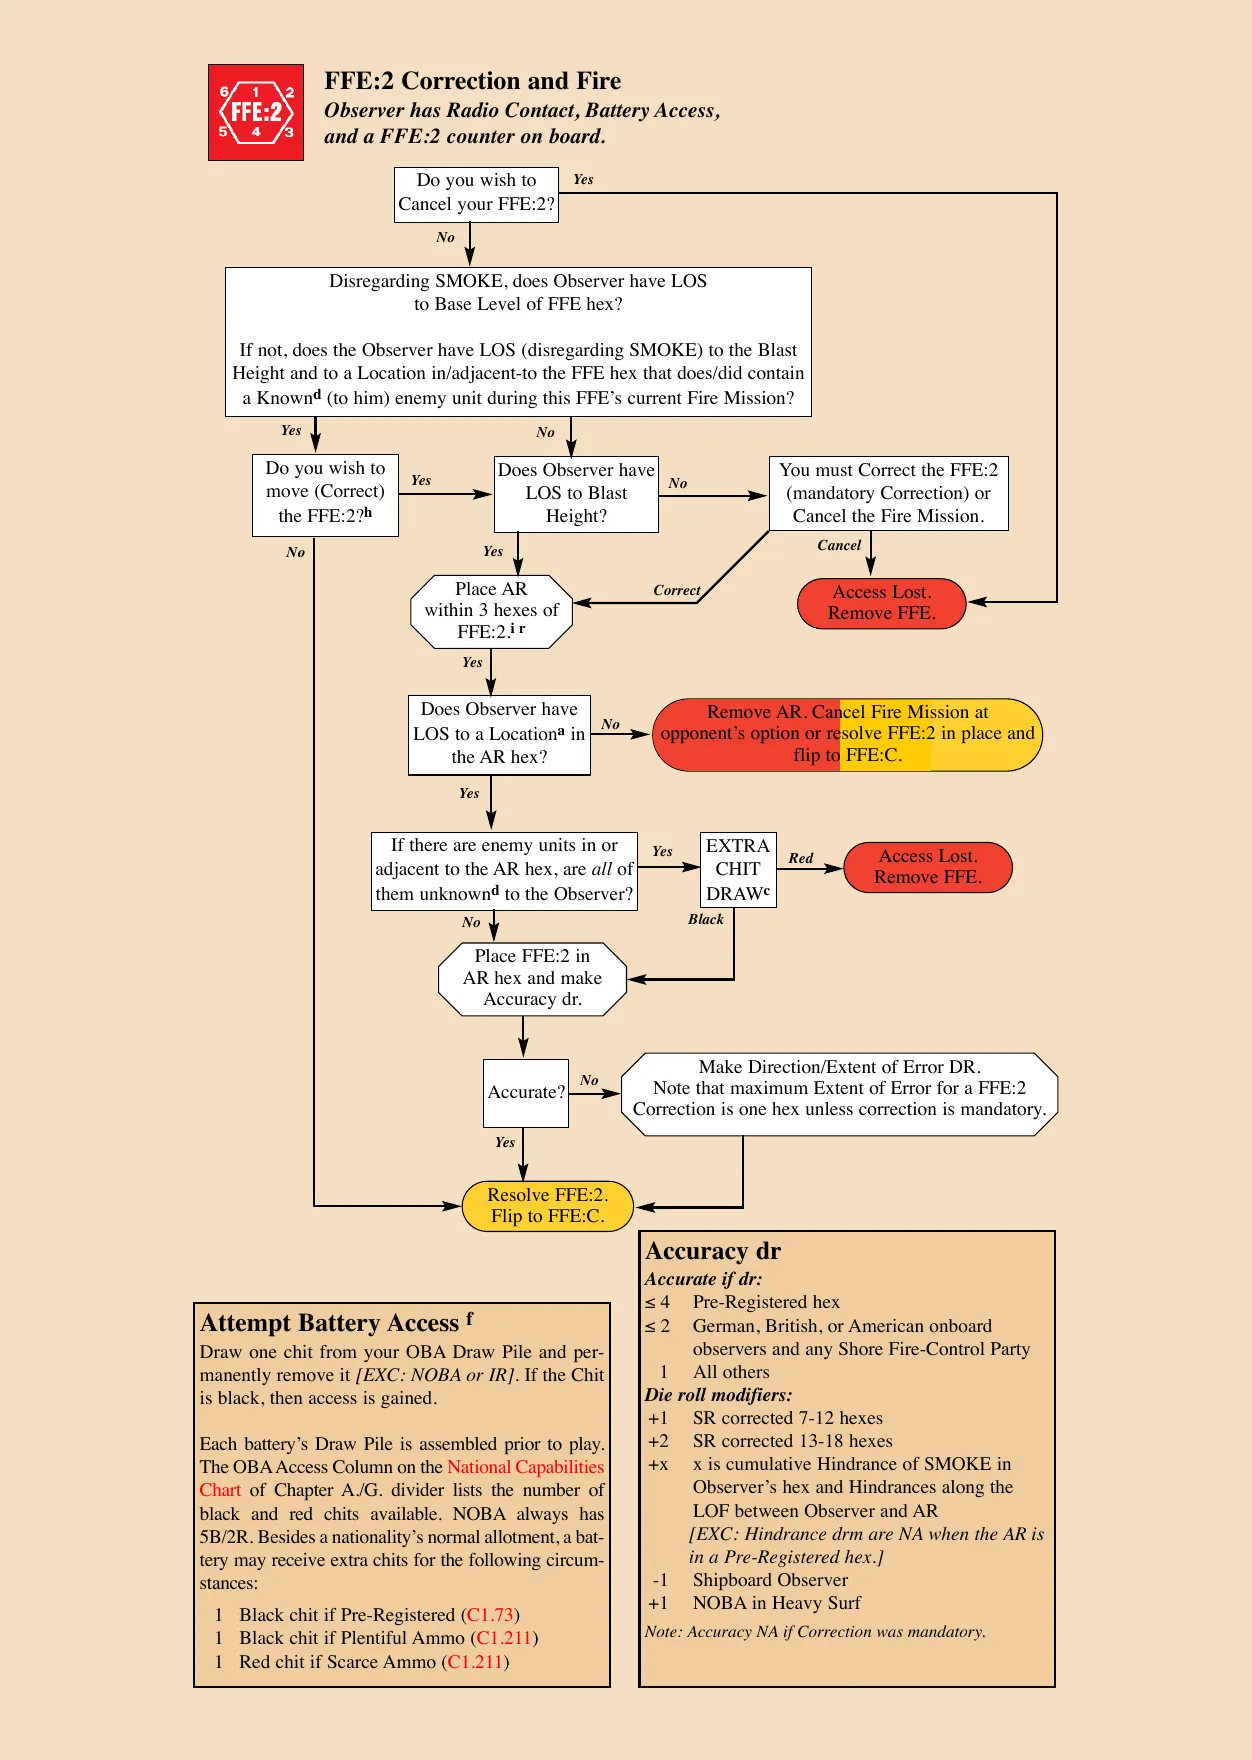 6 1 2
FFE:2
5 4 3
FFE:2 Correction and Fire
Observer has Radio Contact, Battery Access,
and a FFE:2 counter on board.
Do you wish to
Cancel your FFE:2?
Yes
No
Disregarding SMOKE, does Observer have LOS
to Base Level of FFE hex?
If not, does the Observer have LOS (disregarding SMOKE) to the Blast
Height and to a Location in/adjacent-to the FFE hex that does/did contain
a Knownd (to him) enemy unit during this FFE's current Fire Mission?
Yes
No
Do you wish to
move (Correct)
the FFE:2?h
Yes
No
Does Observer have
LOS to Blast
Height?
No
Yes
You must Correct the FFE:2
(mandatory Correction) or
Cancel the Fire Mission.
Cancel
Correct
Access Lost.
Remove FFE.
Place AR
within 3 hexes of
FFE:2.i r
Yes
Does Observer have
LOS to a Locationa in
the AR hex?
No
Yes
Remove AR. Cancel Fire Mission at
opponent's option or resolve FFE:2 in place and
flip to FFE:C.
If there are enemy units in or
adjacent to the AR hex, are all of
them unknownd to the Observer?
Yes
No
EXTRA
CHIT
DRAWc
Red
Black
Access Lost.
Remove FFE.
Place FFE:2 in
AR hex and make
Accuracy dr.
Accurate?
No
Yes
Make Direction/Extent of Error DR.
Note that maximum Extent of Error for a FFE:2
Correction is one hex unless correction is mandatory.
Resolve FFE:2.
Flip to FFE:C.
Attempt Battery Access f
Draw one chit from your OBA Draw Pile and per-
manently remove it [EXC: NOBA or IR]. If the Chit
is black, then access is gained.
Each battery's Draw Pile is assembled prior to play.
The OBA Access Column on the National Capabilities
Chart of Chapter A./G. divider lists the number of
black and red chits available. NOBA always has
5B/2R. Besides a nationality's normal allotment, a bat-
tery may receive extra chits for the following circum-
stances:
1 Black chit if Pre-Registered (C1.73)
1 Black chit if Plentiful Ammo (C1.211)
1 Red chit if Scarce Ammo (C1.211)
Accuracy dr
Accurate if dr:
≤ 4 Pre-Registered hex
≤ 2 German, British, or American onboard
observers and any Shore Fire-Control Party
1 All others
Die roll modifiers:
+1 SR corrected 7-12 hexes
+2 SR corrected 13-18 hexes
+x x is cumulative Hindrance of SMOKE in
Observer's hex and Hindrances along the
LOF between Observer and AR
[EXC: Hindrance drm are NA when the AR is
in a Pre-Registered hex.]
-1 Shipboard Observer
+1 NOBA in Heavy Surf
Note: Accuracy NA if Correction was mandatory.